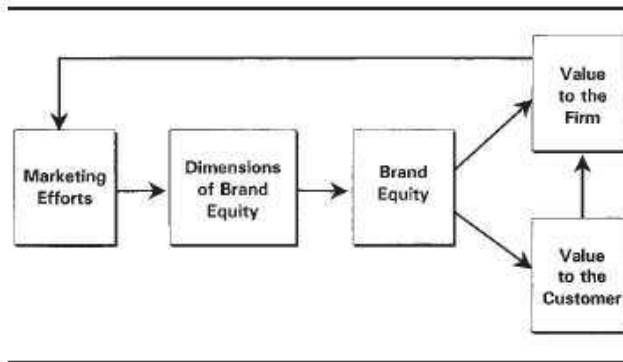 Marketing
Efforts
Dimensions
of Brand
Equity
Brand
Equity
Value
to the
Firm
Value
to the
Customer